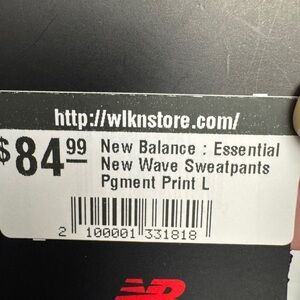 http://wlknstore.com/
$84.99 New Balance : Essential
New Wave Sweatpants
Pgment Print L
2 100001 331818